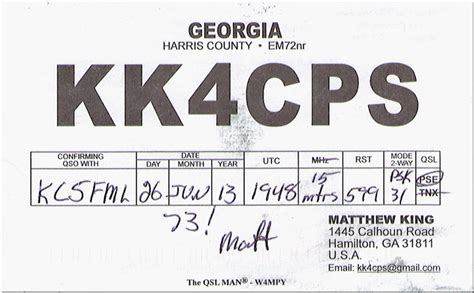 GEORGIA
HARRIS COUNTY • EM72nr
KK4CPS
CONFIRMING QSO WITH DATE DAY MONTH YEAR UTC MHz RST MODE 2-WAY QSL
KC5FML 26 JUN 13 1948 15 mtrs 599 PSK 31 PSE TNX
73!
Matt
MATTHEW KING
1445 Calhoun Road
Hamilton, GA 31811
U.S.A.
Email: kk4cps@gmail.com
The QSL MAN® - W4MPY